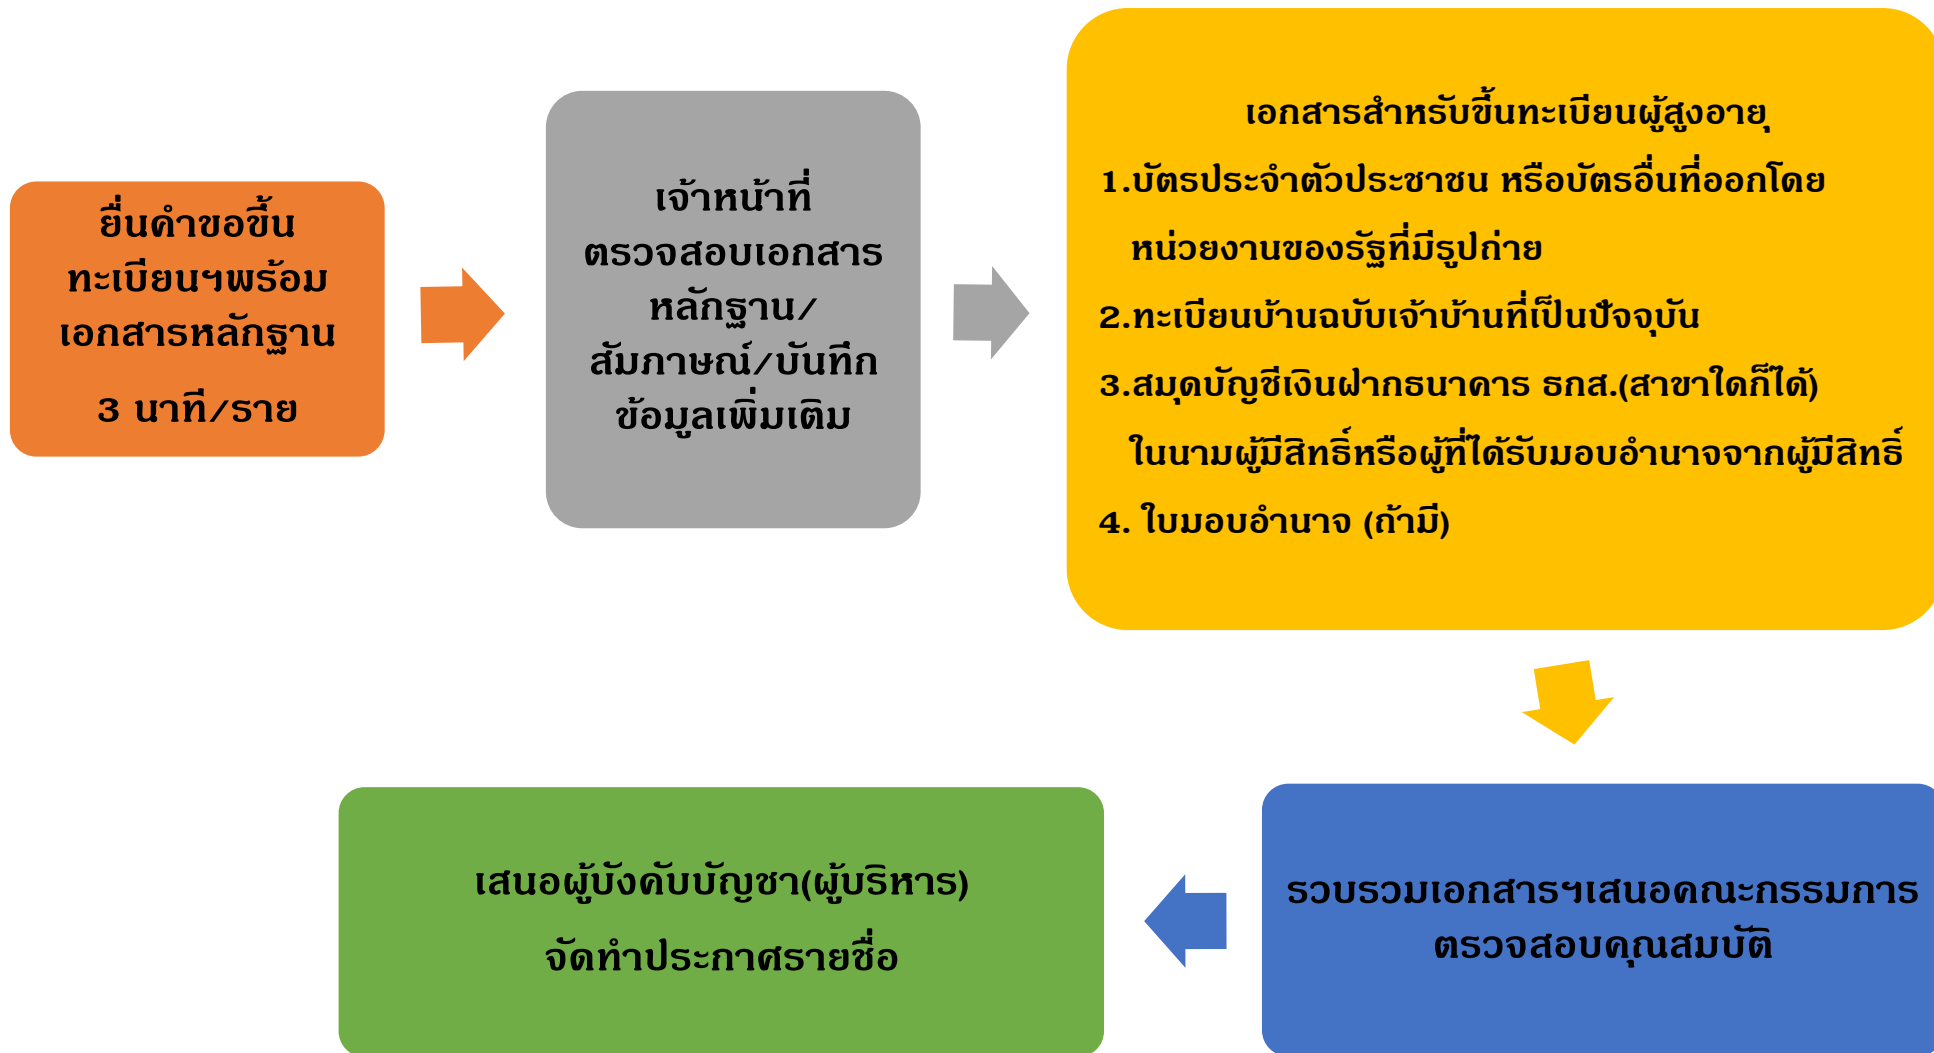 ยื่นคำขอขึ้น
ทะเบียนฯพร้อม
เอกสารหลักฐาน
3 นาที/ราย
เจ้าหน้าที่
ตรวจสอบเอกสาร
หลักฐาน/
สัมภาษณ์/บันทึก
ข้อมูลเพิ่มเติม
เอกสารสำหรับขึ้นทะเบียนผู้สูงอายุ
1.บัตรประจำตัวประชาชน หรือบัตรอื่นที่ออกโดย
หน่วยงานของรัฐที่มีรูปถ่าย
2.ทะเบียนบ้านฉบับเจ้าบ้านที่เป็นปัจจุบัน
3.สมุดบัญชีเงินฝากธนาคาร ธกส.(สาขาใดก็ได้)
ในนามผู้มีสิทธิ์หรือผู้ที่ได้รับมอบอำนาจจากผู้มีสิทธิ์
4. ใบมอบอำนาจ (ถ้ามี)
รวบรวมเอกสารฯเสนอคณะกรรมการ
ตรวจสอบคุณสมบัติ
เสนอผู้บังคับบัญชา(ผู้บริหาร)
จัดทำประกาศรายชื่อ